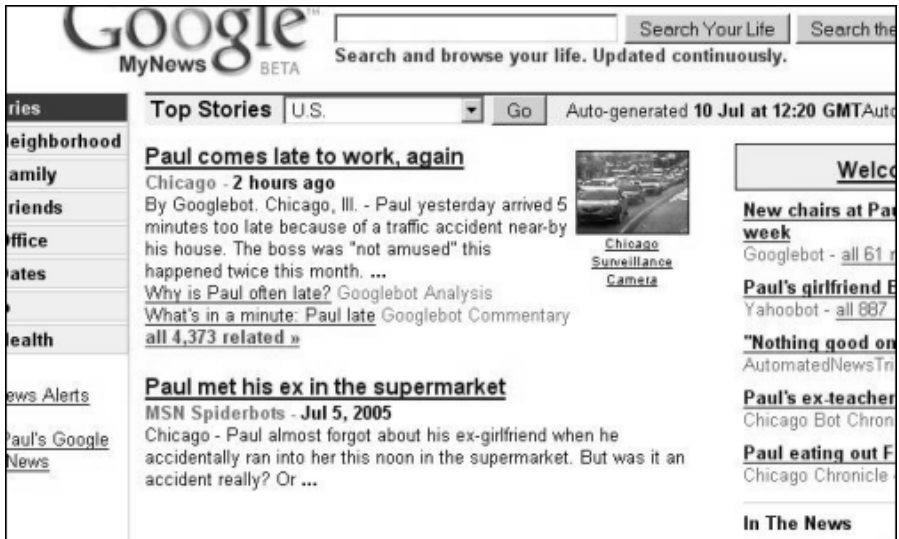 Google™
MyNews BETA
Search Your Life
Search the
Search and browse your life. Updated continuously.
ries
eighborhood
amily
riends
ffice
ates
ealth
ews Alerts
Paul's Google
News
Top Stories U.S. Go Auto-generated 10 Jul at 12:20 GMTAuto
Paul comes late to work, again
Chicago - 2 hours ago
By Googlebot. Chicago, Ill. - Paul yesterday arrived 5
minutes too late because of a traffic accident near-by
his house. The boss was "not amused" this
happened twice this month. ...
Why is Paul often late? Googlebot Analysis
What's in a minute: Paul late Googlebot Commentary
all 4,373 related »
Chicago
Surveillance
Camera
Paul met his ex in the supermarket
MSN Spiderbots - Jul 5, 2005
Chicago - Paul almost forgot about his ex-girlfriend when he
accidentally ran into her this noon in the supermarket. But was it an
accident really? Or ...
Welco
New chairs at Pau
week
Googlebot - all 61 r
Paul's girlfriend E
Yahoobot - all 887
"Nothing good on
AutomatedNewsTri
Paul's ex-teacher
Chicago Bot Chron
Paul eating out F
Chicago Chronicle
In The News